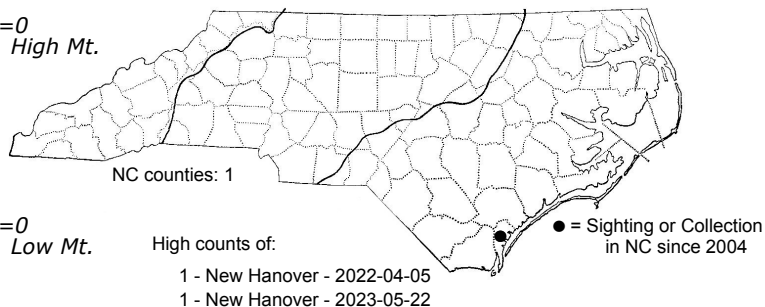 =0
High Mt.
NC counties: 1
=0
Low Mt.
High counts of:
1 - New Hanover - 2022-04-05
1 - New Hanover - 2023-05-22
● = Sighting or Collection
in NC since 2004